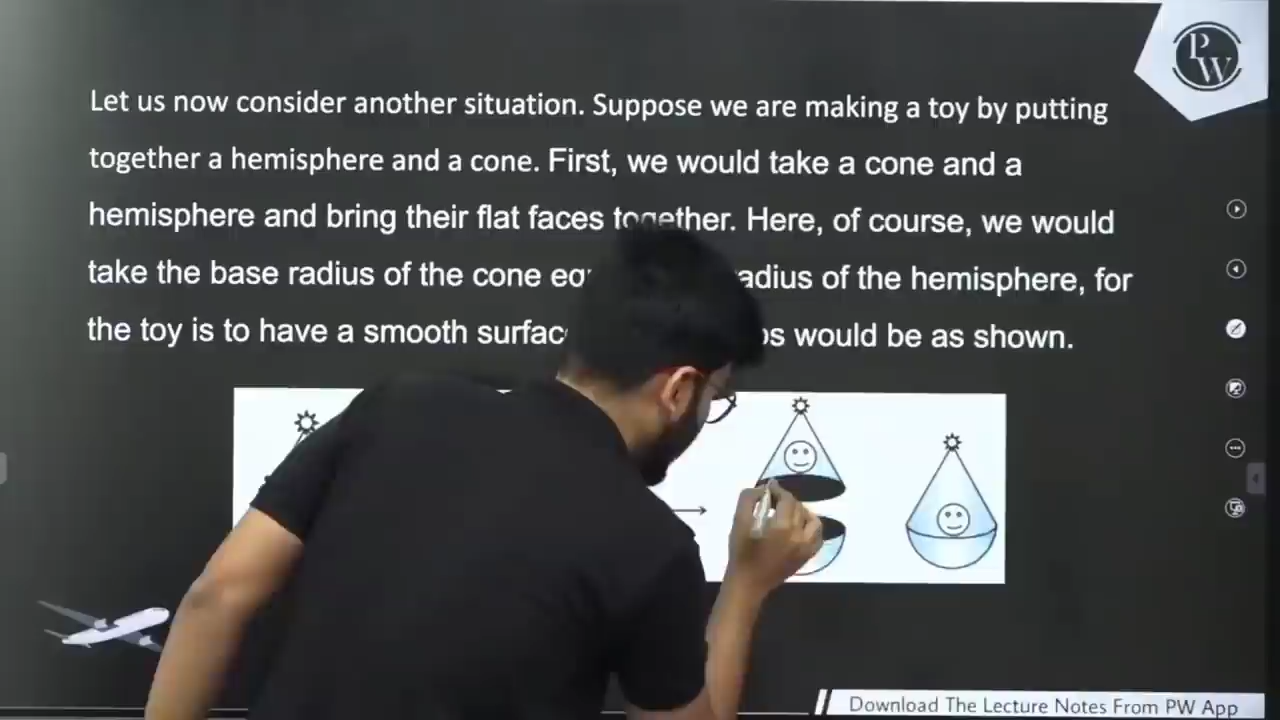 PW
Let us now consider another situation. Suppose we are making a toy by putting
together a hemisphere and a cone. First, we would take a cone and a
hemisphere and bring their flat faces together. Here, of course, we would
take the base radius of the cone radius of the hemisphere, for
the toy is to have a smooth would be as shown.
Download The Lecture Notes From PW App